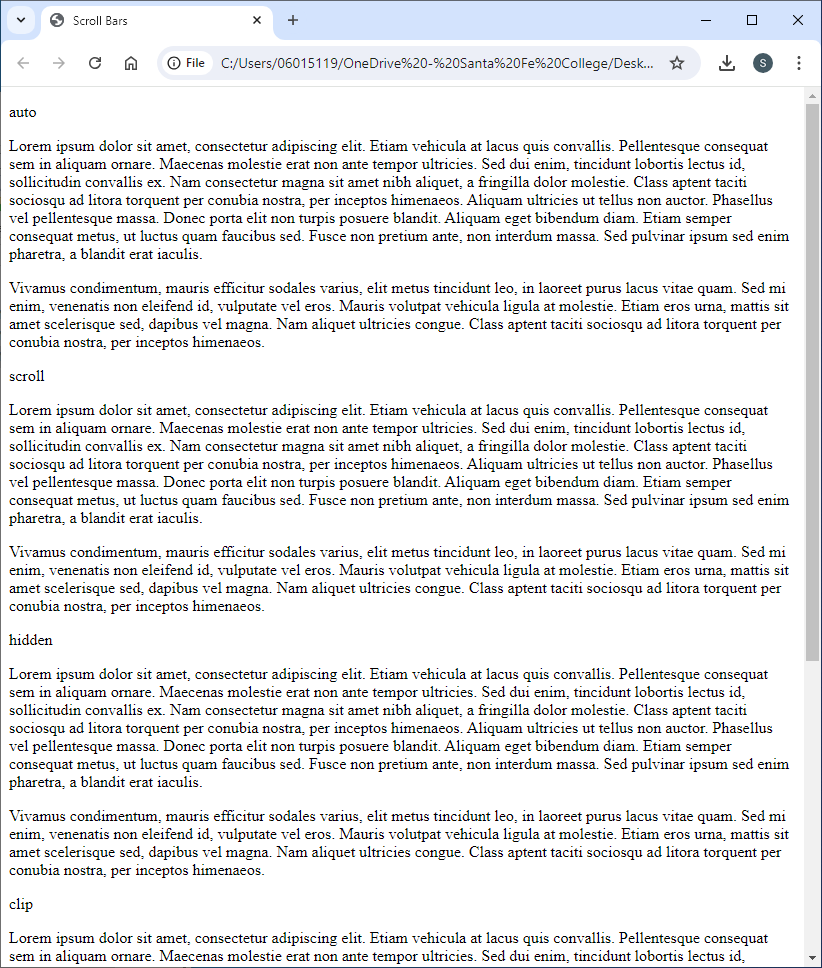 Scroll Bars
File
C:/Users/06015119/OneDrive%20-%20Santa%20Fe%20College/Desk...
S
auto
Lorem ipsum dolor sit amet, consectetur adipiscing elit. Etiam vehicula at lacus quis convallis. Pellentesque consequat
sem in aliquam ornare. Maecenas molestie erat non ante tempor ultricies. Sed dui enim, tincidunt lobortis lectus id,
sollicitudin convallis ex. Nam consectetur magna sit amet nibh aliquet, a fringilla dolor molestie. Class aptent taciti
sociosqu ad litora torquent per conubia nostra, per inceptos himenaeos. Aliquam ultricies ut tellus non auctor. Phasellus
vel pellentesque massa. Donec porta elit non turpis posuere blandit. Aliquam eget bibendum diam. Etiam semper
consequat metus, ut luctus quam faucibus sed. Fusce non pretium ante, non interdum massa. Sed pulvinar ipsum sed enim
pharetra, a blandit erat iaculis.
Vivamus condimentum, mauris efficitur sodales varius, elit metus tincidunt leo, in laoreet purus lacus vitae quam. Sed mi
enim, venenatis non eleifend id, vulputate vel eros. Mauris volutpat vehicula ligula at molestie. Etiam eros urna, mattis sit
amet scelerisque sed, dapibus vel magna. Nam aliquet ultricies congue. Class aptent taciti sociosqu ad litora torquent per
conubia nostra, per inceptos himenaeos.
scroll
Lorem ipsum dolor sit amet, consectetur adipiscing elit. Etiam vehicula at lacus quis convallis. Pellentesque consequat
sem in aliquam ornare. Maecenas molestie erat non ante tempor ultricies. Sed dui enim, tincidunt lobortis lectus id,
sollicitudin convallis ex. Nam consectetur magna sit amet nibh aliquet, a fringilla dolor molestie. Class aptent taciti
sociosqu ad litora torquent per conubia nostra, per inceptos himenaeos. Aliquam ultricies ut tellus non auctor. Phasellus
vel pellentesque massa. Donec porta elit non turpis posuere blandit. Aliquam eget bibendum diam. Etiam semper
consequat metus, ut luctus quam faucibus sed. Fusce non pretium ante, non interdum massa. Sed pulvinar ipsum sed enim
pharetra, a blandit erat iaculis.
Vivamus condimentum, mauris efficitur sodales varius, elit metus tincidunt leo, in laoreet purus lacus vitae quam. Sed mi
enim, venenatis non eleifend id, vulputate vel eros. Mauris volutpat vehicula ligula at molestie. Etiam eros urna, mattis sit
amet scelerisque sed, dapibus vel magna. Nam aliquet ultricies congue. Class aptent taciti sociosqu ad litora torquent per
conubia nostra, per inceptos himenaeos.
hidden
Lorem ipsum dolor sit amet, consectetur adipiscing elit. Etiam vehicula at lacus quis convallis. Pellentesque consequat
sem in aliquam ornare. Maecenas molestie erat non ante tempor ultricies. Sed dui enim, tincidunt lobortis lectus id,
sollicitudin convallis ex. Nam consectetur magna sit amet nibh aliquet, a fringilla dolor molestie. Class aptent taciti
sociosqu ad litora torquent per conubia nostra, per inceptos himenaeos. Aliquam ultricies ut tellus non auctor. Phasellus
vel pellentesque massa. Donec porta elit non turpis posuere blandit. Aliquam eget bibendum diam. Etiam semper
consequat metus, ut luctus quam faucibus sed. Fusce non pretium ante, non interdum massa. Sed pulvinar ipsum sed enim
pharetra, a blandit erat iaculis.
Vivamus condimentum, mauris efficitur sodales varius, elit metus tincidunt leo, in laoreet purus lacus vitae quam. Sed mi
enim, venenatis non eleifend id, vulputate vel eros. Mauris volutpat vehicula ligula at molestie. Etiam eros urna, mattis sit
amet scelerisque sed, dapibus vel magna. Nam aliquet ultricies congue. Class aptent taciti sociosqu ad litora torquent per
conubia nostra, per inceptos himenaeos.
clip
Lorem ipsum dolor sit amet, consectetur adipiscing elit. Etiam vehicula at lacus quis convallis. Pellentesque consequat
sem in aliquam ornare. Maecenas molestie erat non ante tempor ultricies. Sed dui enim, tincidunt lobortis lectus id,